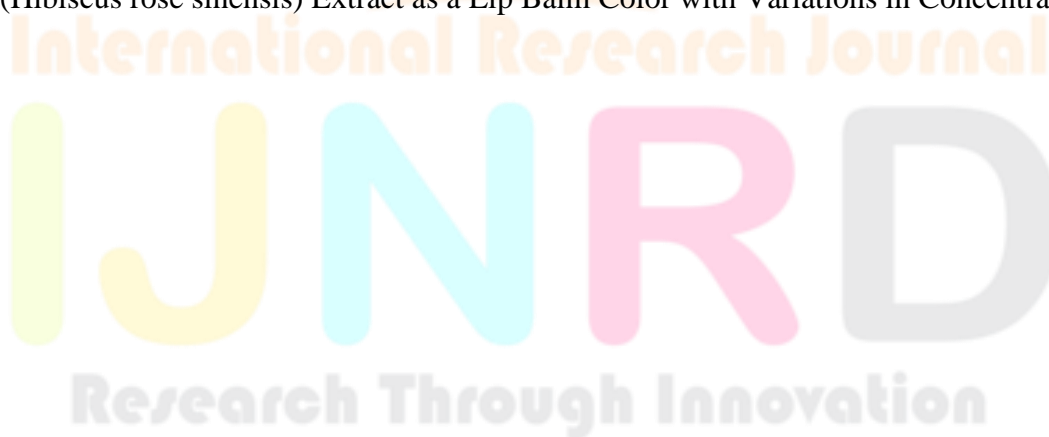 (Hibiscus rose sinensis) Extract as a Lip Balm Color with Variations in Concentra
International Research Journal
IJNRD
Research Through Innovation